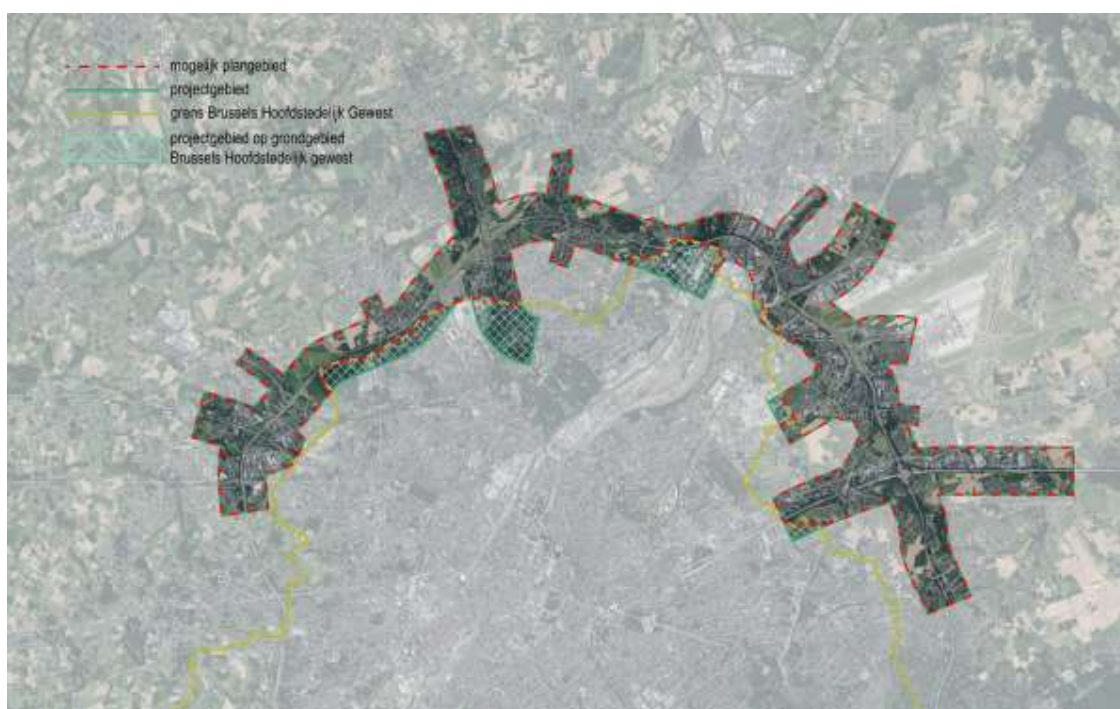 mogelijk plangebied
projectgebied
grens Brussels Hoofdstedelijk Gewest
projectgebied op grondgebied
Brussels Hoofdstedelijk gewest